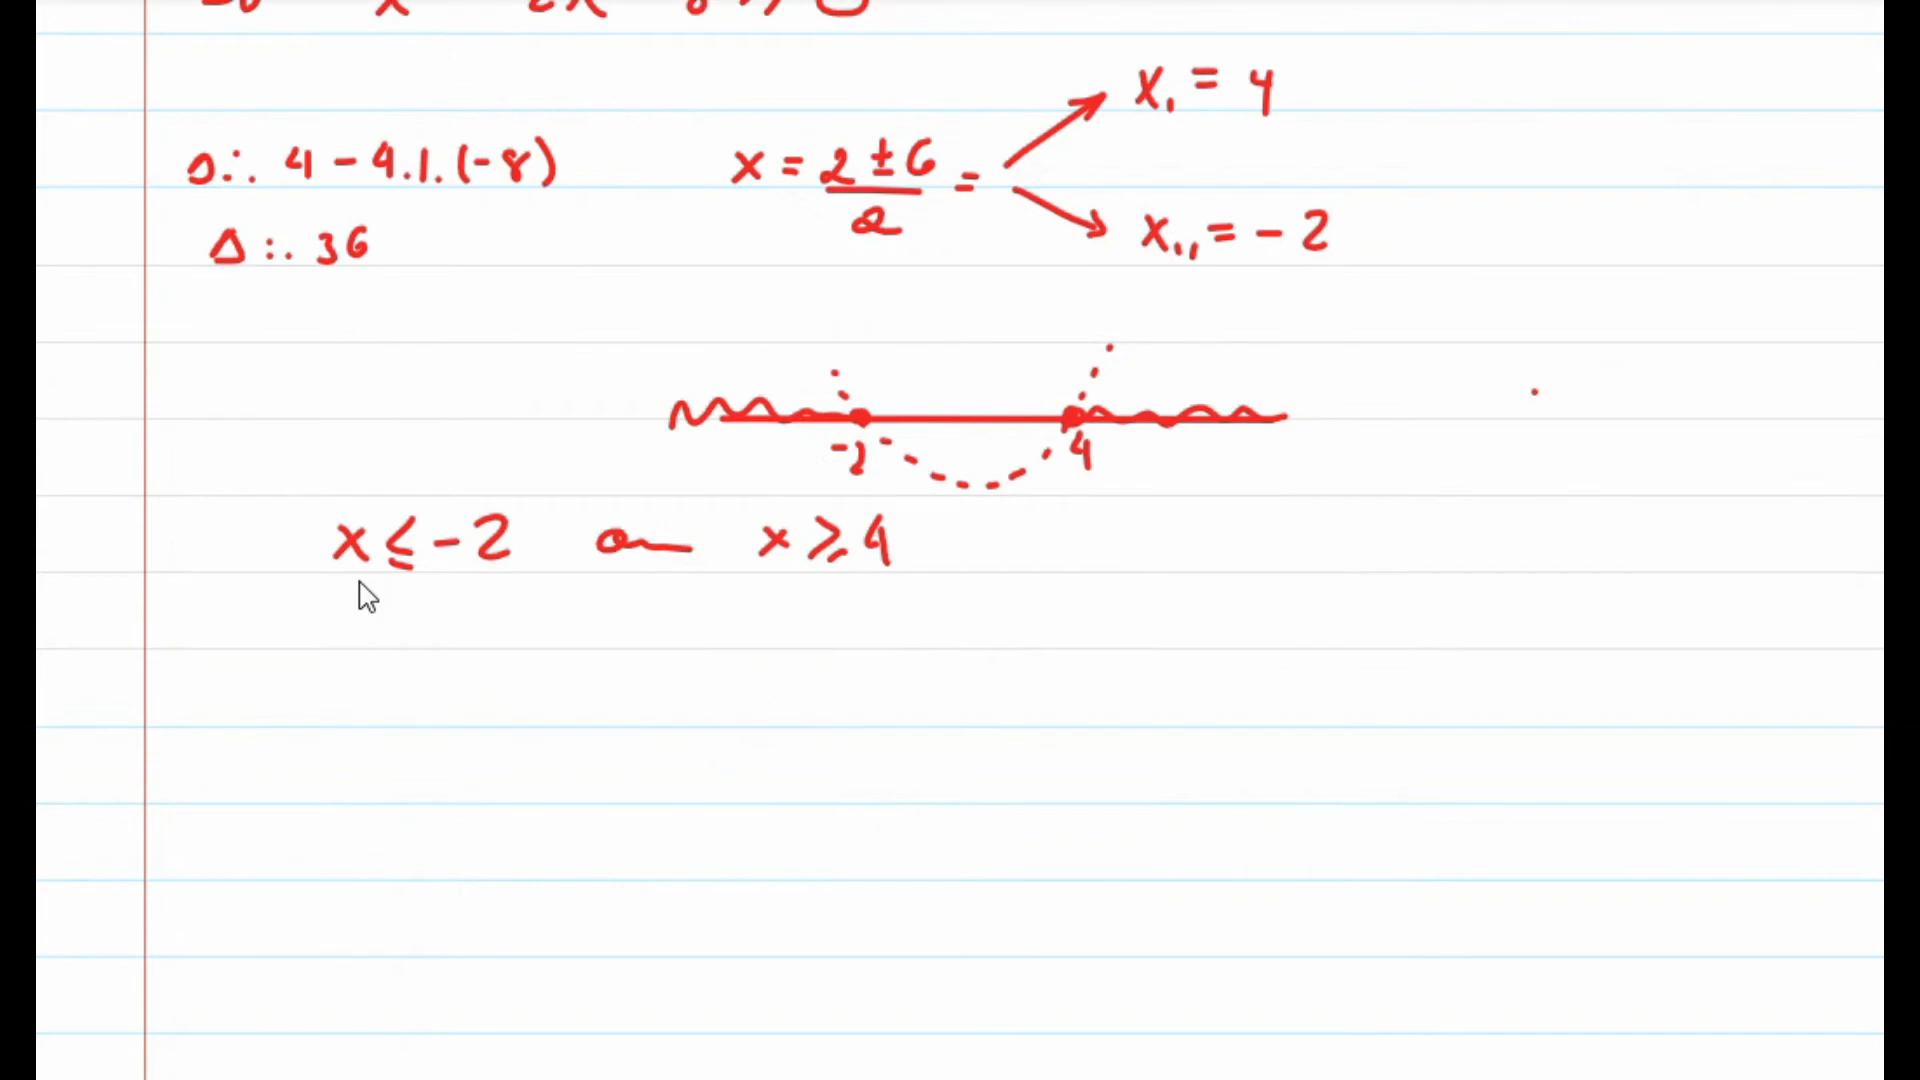 x₁ = 4
Δ∴ 4 - 4.1.(-8) x = 2 ± 6 / 2 =
Δ∴ 36 x₁₁ = - 2
-2 4
x ≤ -2 ou x ≥ 4